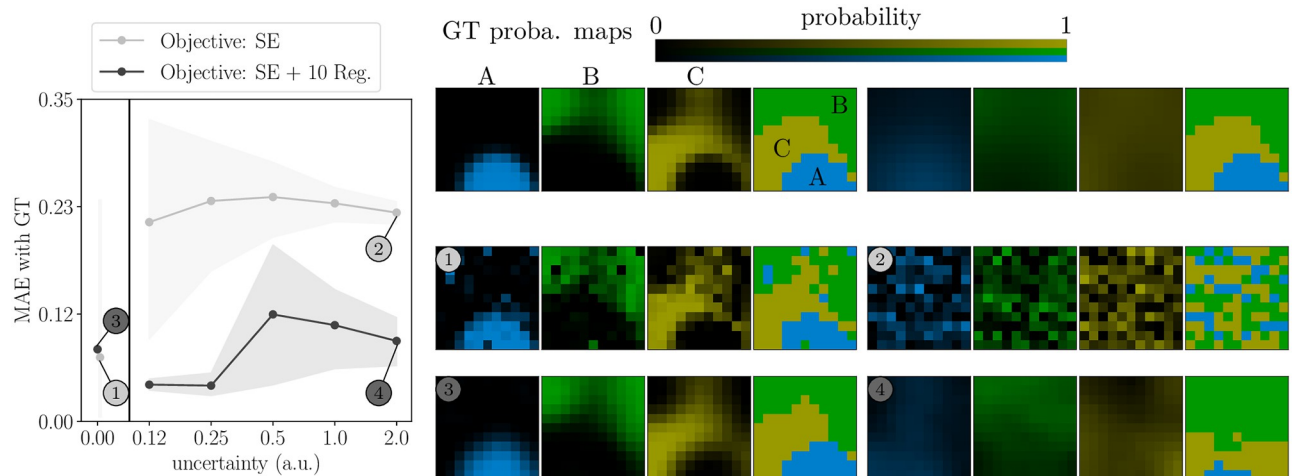 Objective: SE
Objective: SE + 10 Reg.
GT proba. maps
0 probability 1
A B C
B
C
A
0.35
0.23
0.12
0.00
MAE with GT
3
1
2
4
0.00 0.12 0.25 0.5 1.0 2.0
uncertainty (a.u.)
1
2
3
4